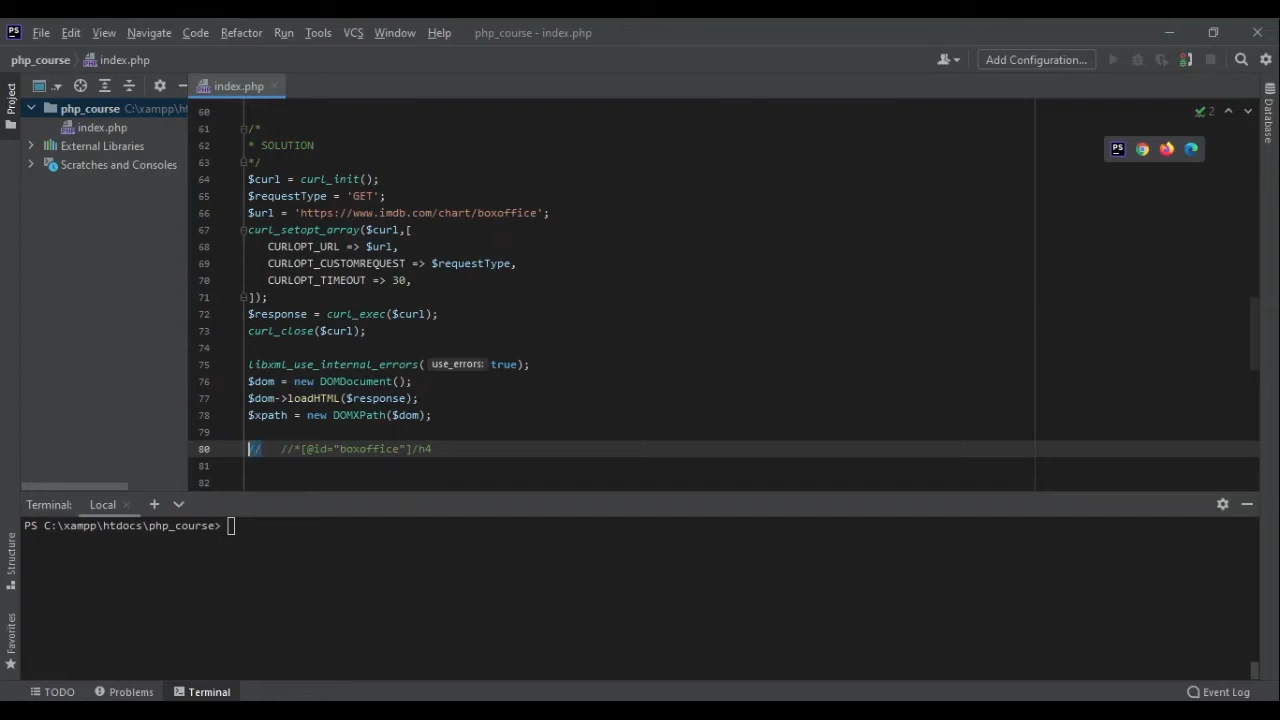 PS File Edit View Navigate Code Refactor Run Tools VCS Window Help php_course - index.php
php_course index.php Add Configuration...
Project
index.php
php_course C:\xampp\ht
index.php
External Libraries
Scratches and Consoles
Database
2
PS
60
61 /*
62 * SOLUTION
63 */
64 $curl = curl_init();
65 $requestType = 'GET';
66 $url = 'https://www.imdb.com/chart/boxoffice';
67 curl_setopt_array($curl,[
68 CURLOPT_URL => $url,
69 CURLOPT_CUSTOMREQUEST => $requestType,
70 CURLOPT_TIMEOUT => 30,
71 ]);
72 $response = curl_exec($curl);
73 curl_close($curl);
74
75 libxml_use_internal_errors( use_errors: true);
76 $dom = new DOMDocument();
77 $dom->loadHTML($response);
78 $xpath = new DOMXPath($dom);
79
80 // //*[@id="boxoffice"]/h4
81
82
Terminal: Local
PS C:\xampp\htdocs\php_course>
Structure
Favorites
TODO Problems Terminal Event Log